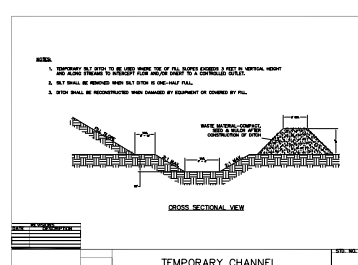 NOTES:
1. TEMPORARY SILT DITCH TO BE USED WHERE TOE OF FILL SLOPES EXCEEDS 3 FEET IN VERTICAL HEIGHT
AND ALONG STREAMS TO INTERCEPT FLOW AND/OR DIVERT TO A CONTROLLED OUTLET.
2. SILT SHALL BE REMOVED WHEN SILT DITCH IS ONE-HALF FULL.
3. DITCH SHALL BE RECONSTRUCTED WHEN DAMAGED BY EQUIPMENT OR COVERED BY FILL.
WASTE MATERIAL-COMPACT,
SEED & MULCH AFTER
CONSTRUCTION OF DITCH
CROSS SECTIONAL VIEW
REVISIONS
DATE DESCRIPTION
STD. NO.
TEMPORARY CHANNEL